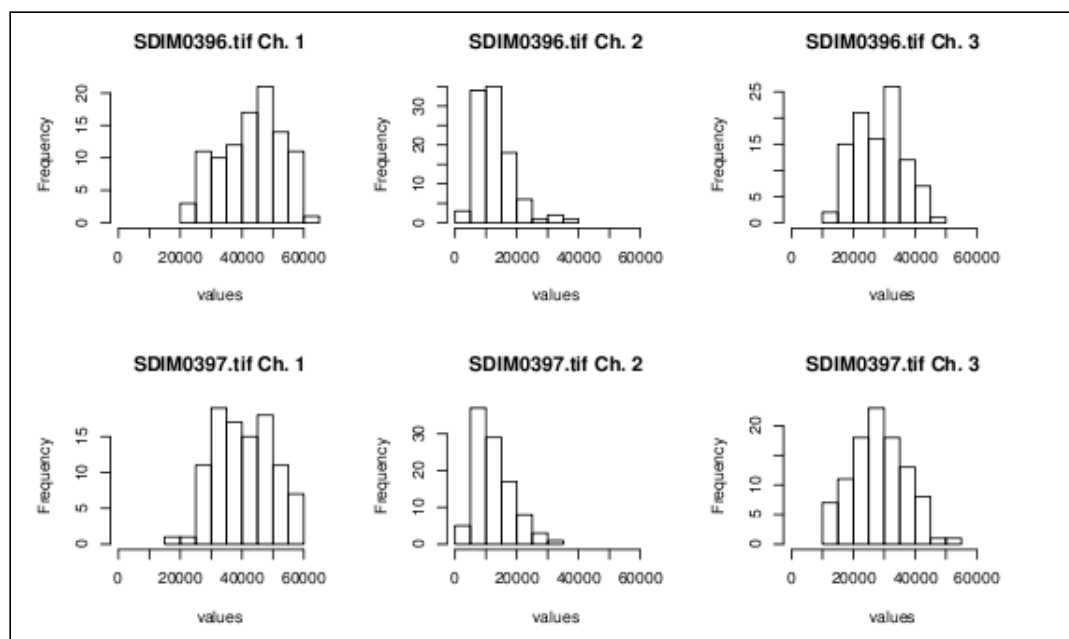 SDIM0396.tif Ch. 1
SDIM0396.tif Ch. 2
SDIM0396.tif Ch. 3
Frequency
0 5 10 15 20
0 20000 40000 60000
values
Frequency
0 10 20 30
0 20000 40000 60000
values
Frequency
0 5 15 25
0 20000 40000 60000
values
SDIM0397.tif Ch. 1
SDIM0397.tif Ch. 2
SDIM0397.tif Ch. 3
Frequency
0 5 10 15
0 20000 40000 60000
values
Frequency
0 10 20 30
0 20000 40000 60000
values
Frequency
0 5 10 20
0 20000 40000 60000
values